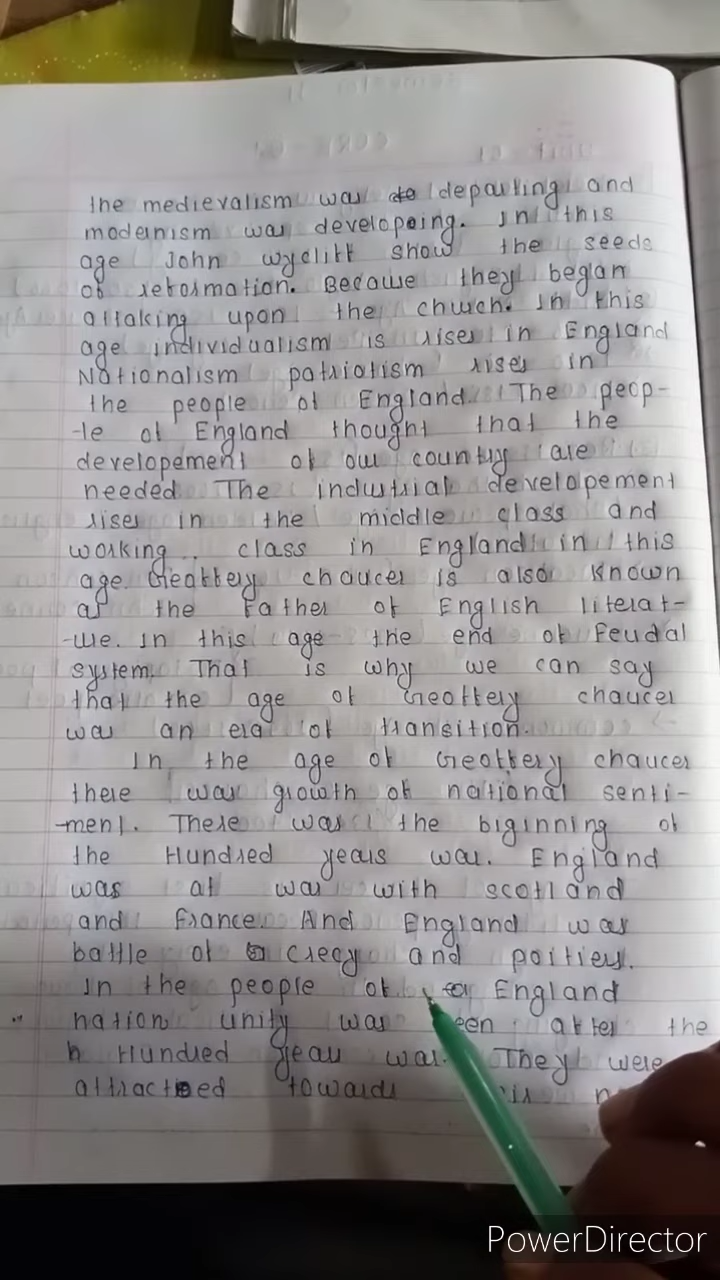 the medievalism was departing and
modernism was developeing. In this
age John wycliff show the seeds
of reformation. Because they began
attaking upon the church. In this
age individualism is rises in England
Nationalism patriotism rises in
the people of England. The peop-
-le of England thought that the
developement of our country are
needed. The industrial developement
rises in the middle class and
working class in England in this
age. Geoffery chaucer is also known
as the Father of English literat-
-ure. In this age the end of Feudal
system. That is why we can say
that the age of Geoffery chaucer
was an era of transition.
In the age of Geoffery chaucer
there was growth of national senti-
-ment. There was the biginning of
the Hundred years war. England
was at war with scotland
and France. And England was
battle of crecy and poitiers.
In the people of England
nation unity was een after the
Hundred years war. They were
attracted towards
PowerDirector